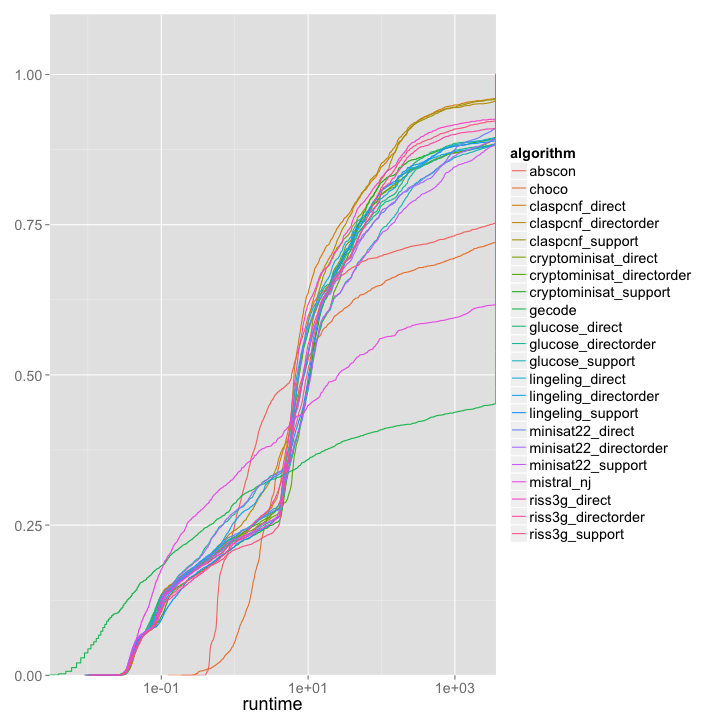 1.00
0.75
0.50
0.25
0.00
1e-01 1e+01 1e+03
runtime
algorithm
abscon
choco
claspcnf_direct
claspcnf_directorder
claspcnf_support
cryptominisat_direct
cryptominisat_directorder
cryptominisat_support
gecode
glucose_direct
glucose_directorder
glucose_support
lingeling_direct
lingeling_directorder
lingeling_support
minisat22_direct
minisat22_directorder
minisat22_support
mistral_nj
riss3g_direct
riss3g_directorder
riss3g_support